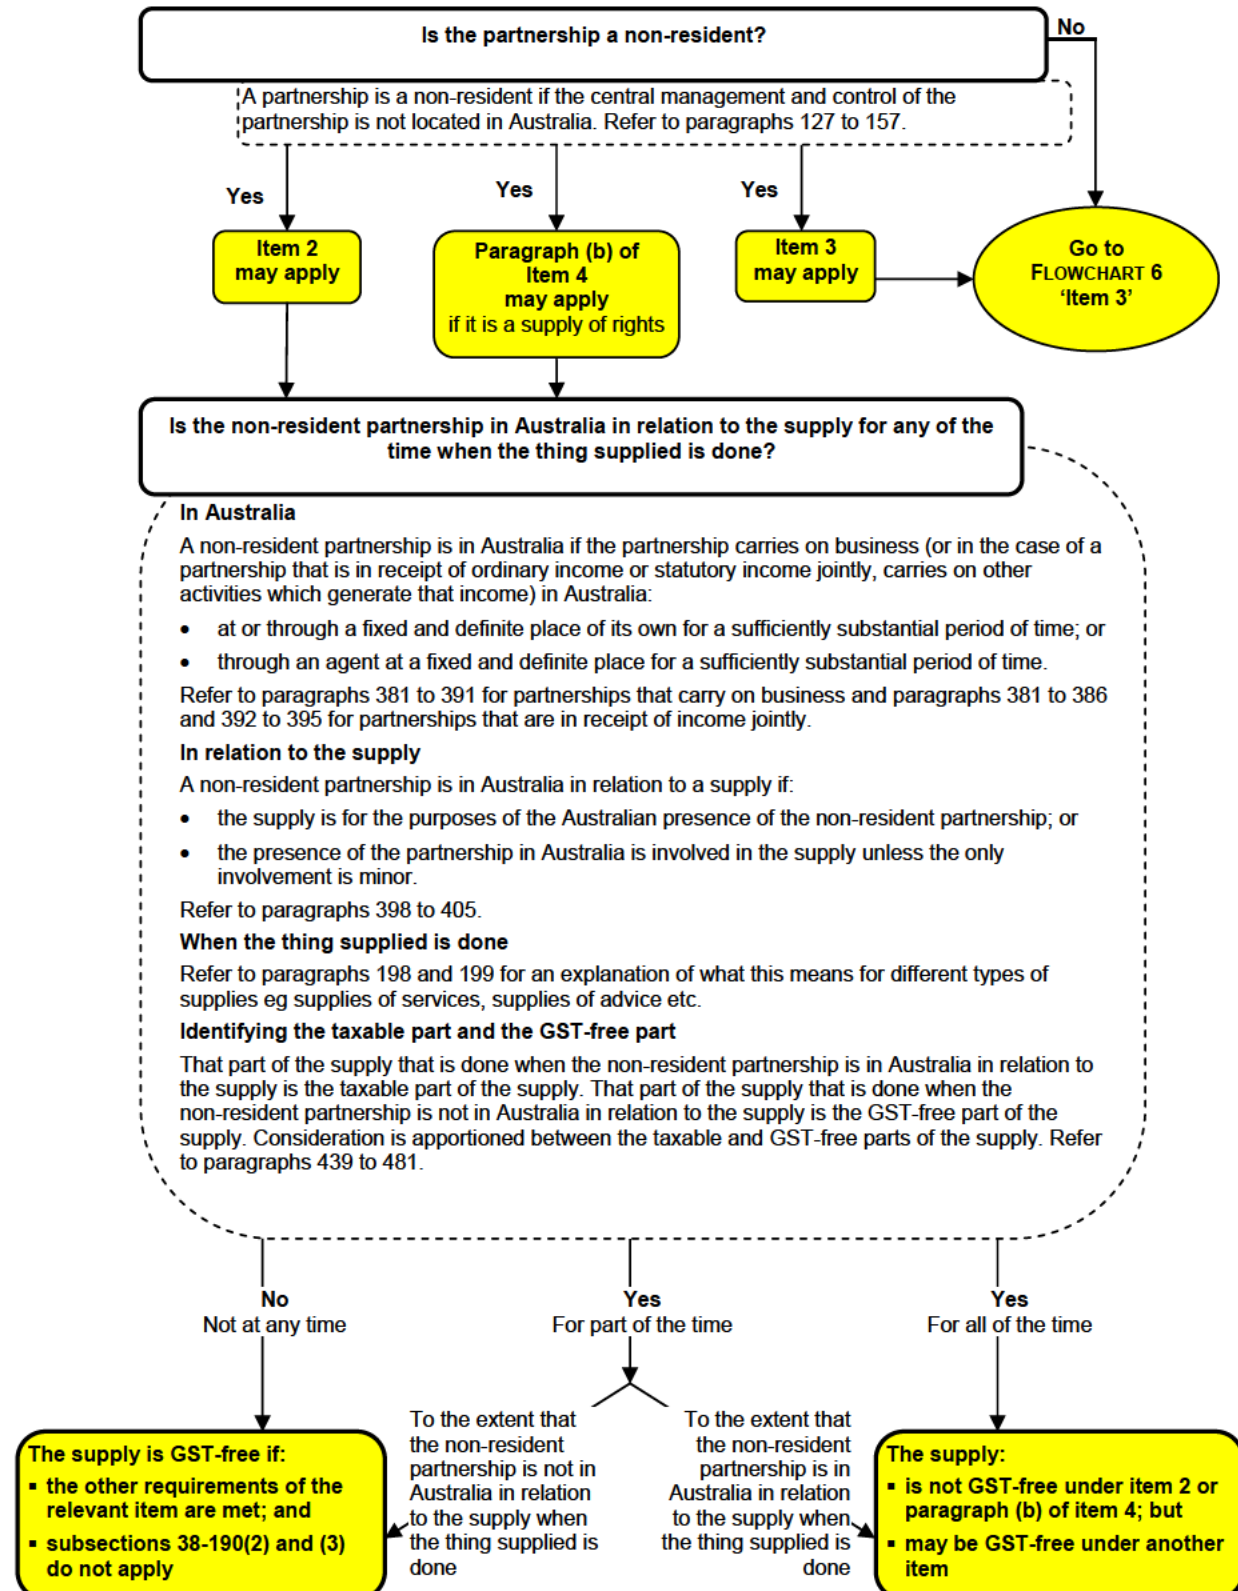 Is the partnership a non-resident?
No
A partnership is a non-resident if the central management and control of the
partnership is not located in Australia. Refer to paragraphs 127 to 157.
Yes
Yes
Yes
Item 2
may apply
Paragraph (b) of
Item 4
may apply
if it is a supply of rights
Item 3
may apply
Go to
FLOWCHART 6
‘Item 3’
Is the non-resident partnership in Australia in relation to the supply for any of the
time when the thing supplied is done?
In Australia
A non-resident partnership is in Australia if the partnership carries on business (or in the case of a
partnership that is in receipt of ordinary income or statutory income jointly, carries on other
activities which generate that income) in Australia:
• at or through a fixed and definite place of its own for a sufficiently substantial period of time; or
• through an agent at a fixed and definite place for a sufficiently substantial period of time.
Refer to paragraphs 381 to 391 for partnerships that carry on business and paragraphs 381 to 386
and 392 to 395 for partnerships that are in receipt of income jointly.
In relation to the supply
A non-resident partnership is in Australia in relation to a supply if:
• the supply is for the purposes of the Australian presence of the non-resident partnership; or
• the presence of the partnership in Australia is involved in the supply unless the only
involvement is minor.
Refer to paragraphs 398 to 405.
When the thing supplied is done
Refer to paragraphs 198 and 199 for an explanation of what this means for different types of
supplies eg supplies of services, supplies of advice etc.
Identifying the taxable part and the GST-free part
That part of the supply that is done when the non-resident partnership is in Australia in relation to
the supply is the taxable part of the supply. That part of the supply that is done when the
non-resident partnership is not in Australia in relation to the supply is the GST-free part of the
supply. Consideration is apportioned between the taxable and GST-free parts of the supply. Refer
to paragraphs 439 to 481.
No
Not at any time
Yes
For part of the time
Yes
For all of the time
The supply is GST-free if:
▪ the other requirements of the
relevant item are met; and
▪ subsections 38-190(2) and (3)
do not apply
To the extent that
the non-resident
partnership is not in
Australia in relation
to the supply when
the thing supplied is
done
To the extent that
the non-resident
partnership is in
Australia in relation
to the supply when
the thing supplied is
done
The supply:
▪ is not GST-free under item 2 or
paragraph (b) of item 4; but
▪ may be GST-free under another
item